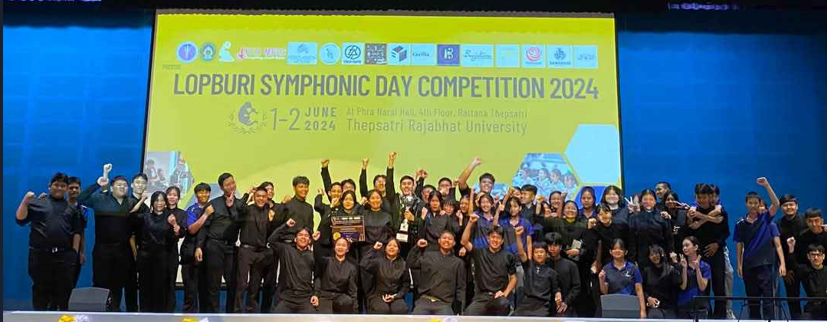 LOPBURI SYMPHONIC DAY COMPETITION 2024
1-2 JUNE 2024
At Phra Narai Hall, 4th Floor, Rattana Thepsatri
Thepsatri Rajabhat University